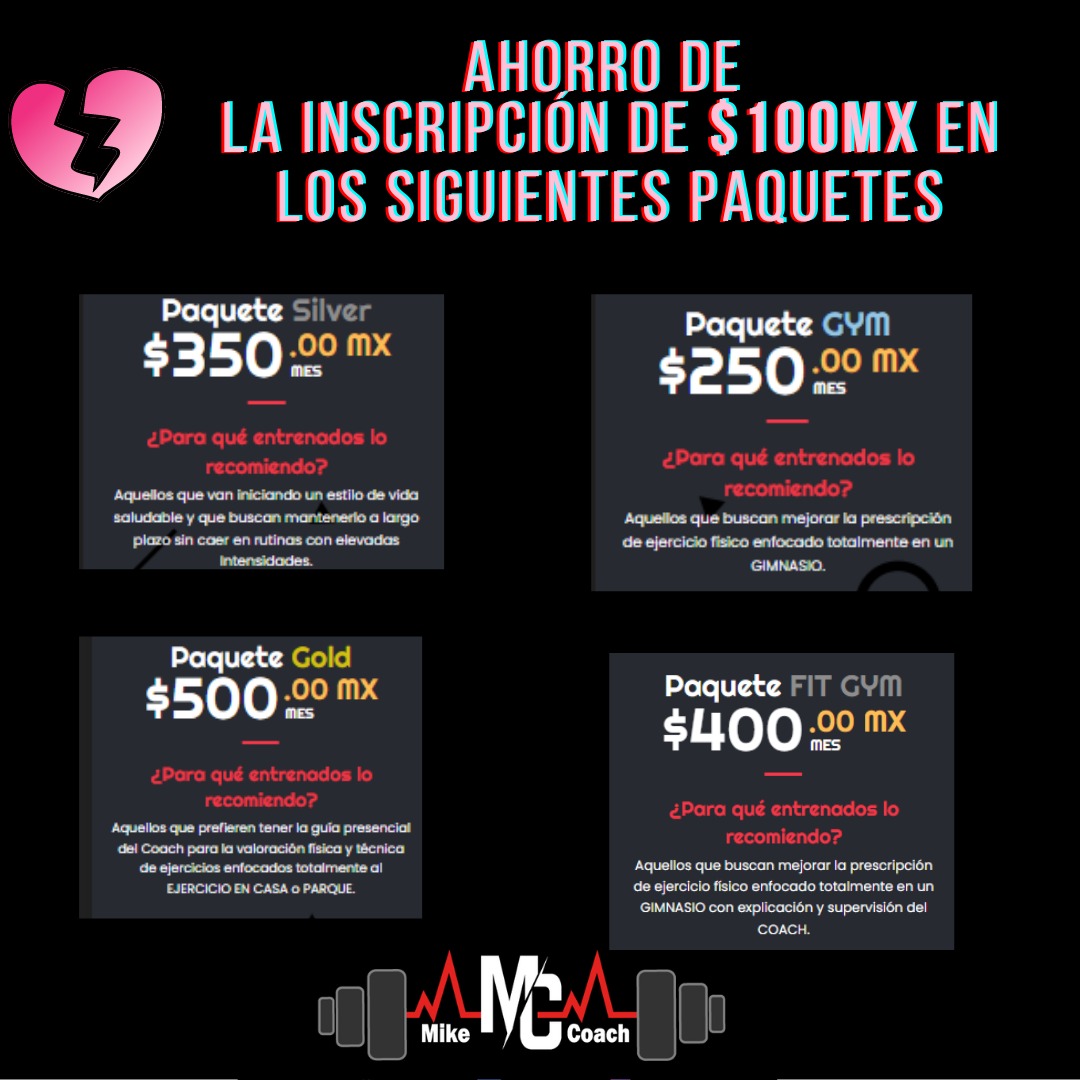 AHORRO DE
LA INSCRIPCIÓN DE $100MX EN
LOS SIGUIENTES PAQUETES
Paquete Silver
$350.00 MX
MES
¿Para qué entrenados lo
recomiendo?
Aquellos que van iniciando un estilo de vida
saludable y que buscan mantenerlo a largo
plazo sin caer en rutinas con elevadas
Intensidades.
Paquete GYM
$250.00 MX
MES
¿Para qué entrenados lo
recomiendo?
Aquellos que buscan mejorar la prescripción
de ejercicio físico enfocado totalmente en un
GIMNASIO.
Paquete Gold
$500.00 MX
MES
¿Para qué entrenados lo
recomiendo?
Aquellos que prefieren tener la guía presencial
del Coach para la valoración física y técnica
de ejercicios enfocados totalmente al
EJERCICIO EN CASA o PARQUE.
Paquete FIT GYM
$400.00 MX
MES
¿Para qué entrenados lo
recomiendo?
Aquellos que buscan mejorar la prescripción
de ejercicio físico enfocado totalmente en un
GIMNASIO con explicación y supervisión del
COACH.
MC
Mike Coach